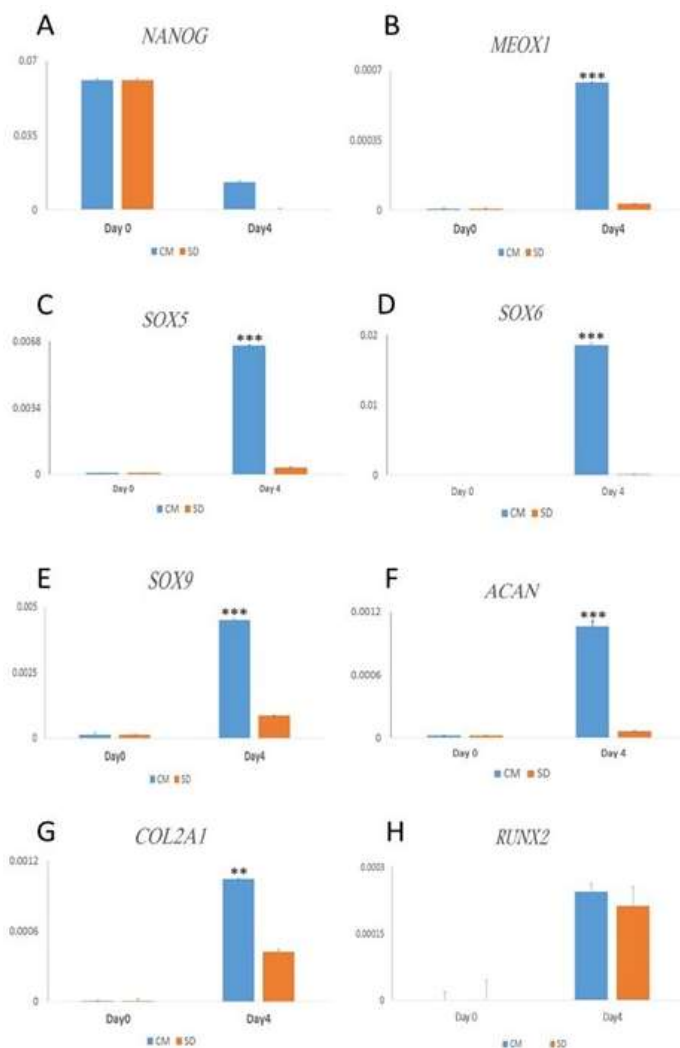 A
NANOG
0.07
0.035
0
Day 0 Day4
CM SD
B
MEOX1
0.0007
0.00035
0
***
Day0 Day4
CM SD
C
SOX5
0.0068
0.0034
0
***
Day 0 Day 4
CM SD
D
SOX6
0.02
0.01
0
***
Day 0 Day 4
CM SD
E
SOX9
0.005
0.0025
0
***
Day0 Day4
CM SD
F
ACAN
0.0012
0.0006
0
***
Day 0 Day 4
CM SD
G
COL2A1
0.0012
0.0006
0
**
Day0 Day4
CM SD
H
RUNX2
0.0003
0.00015
0
Day 0 Day4
CM SD